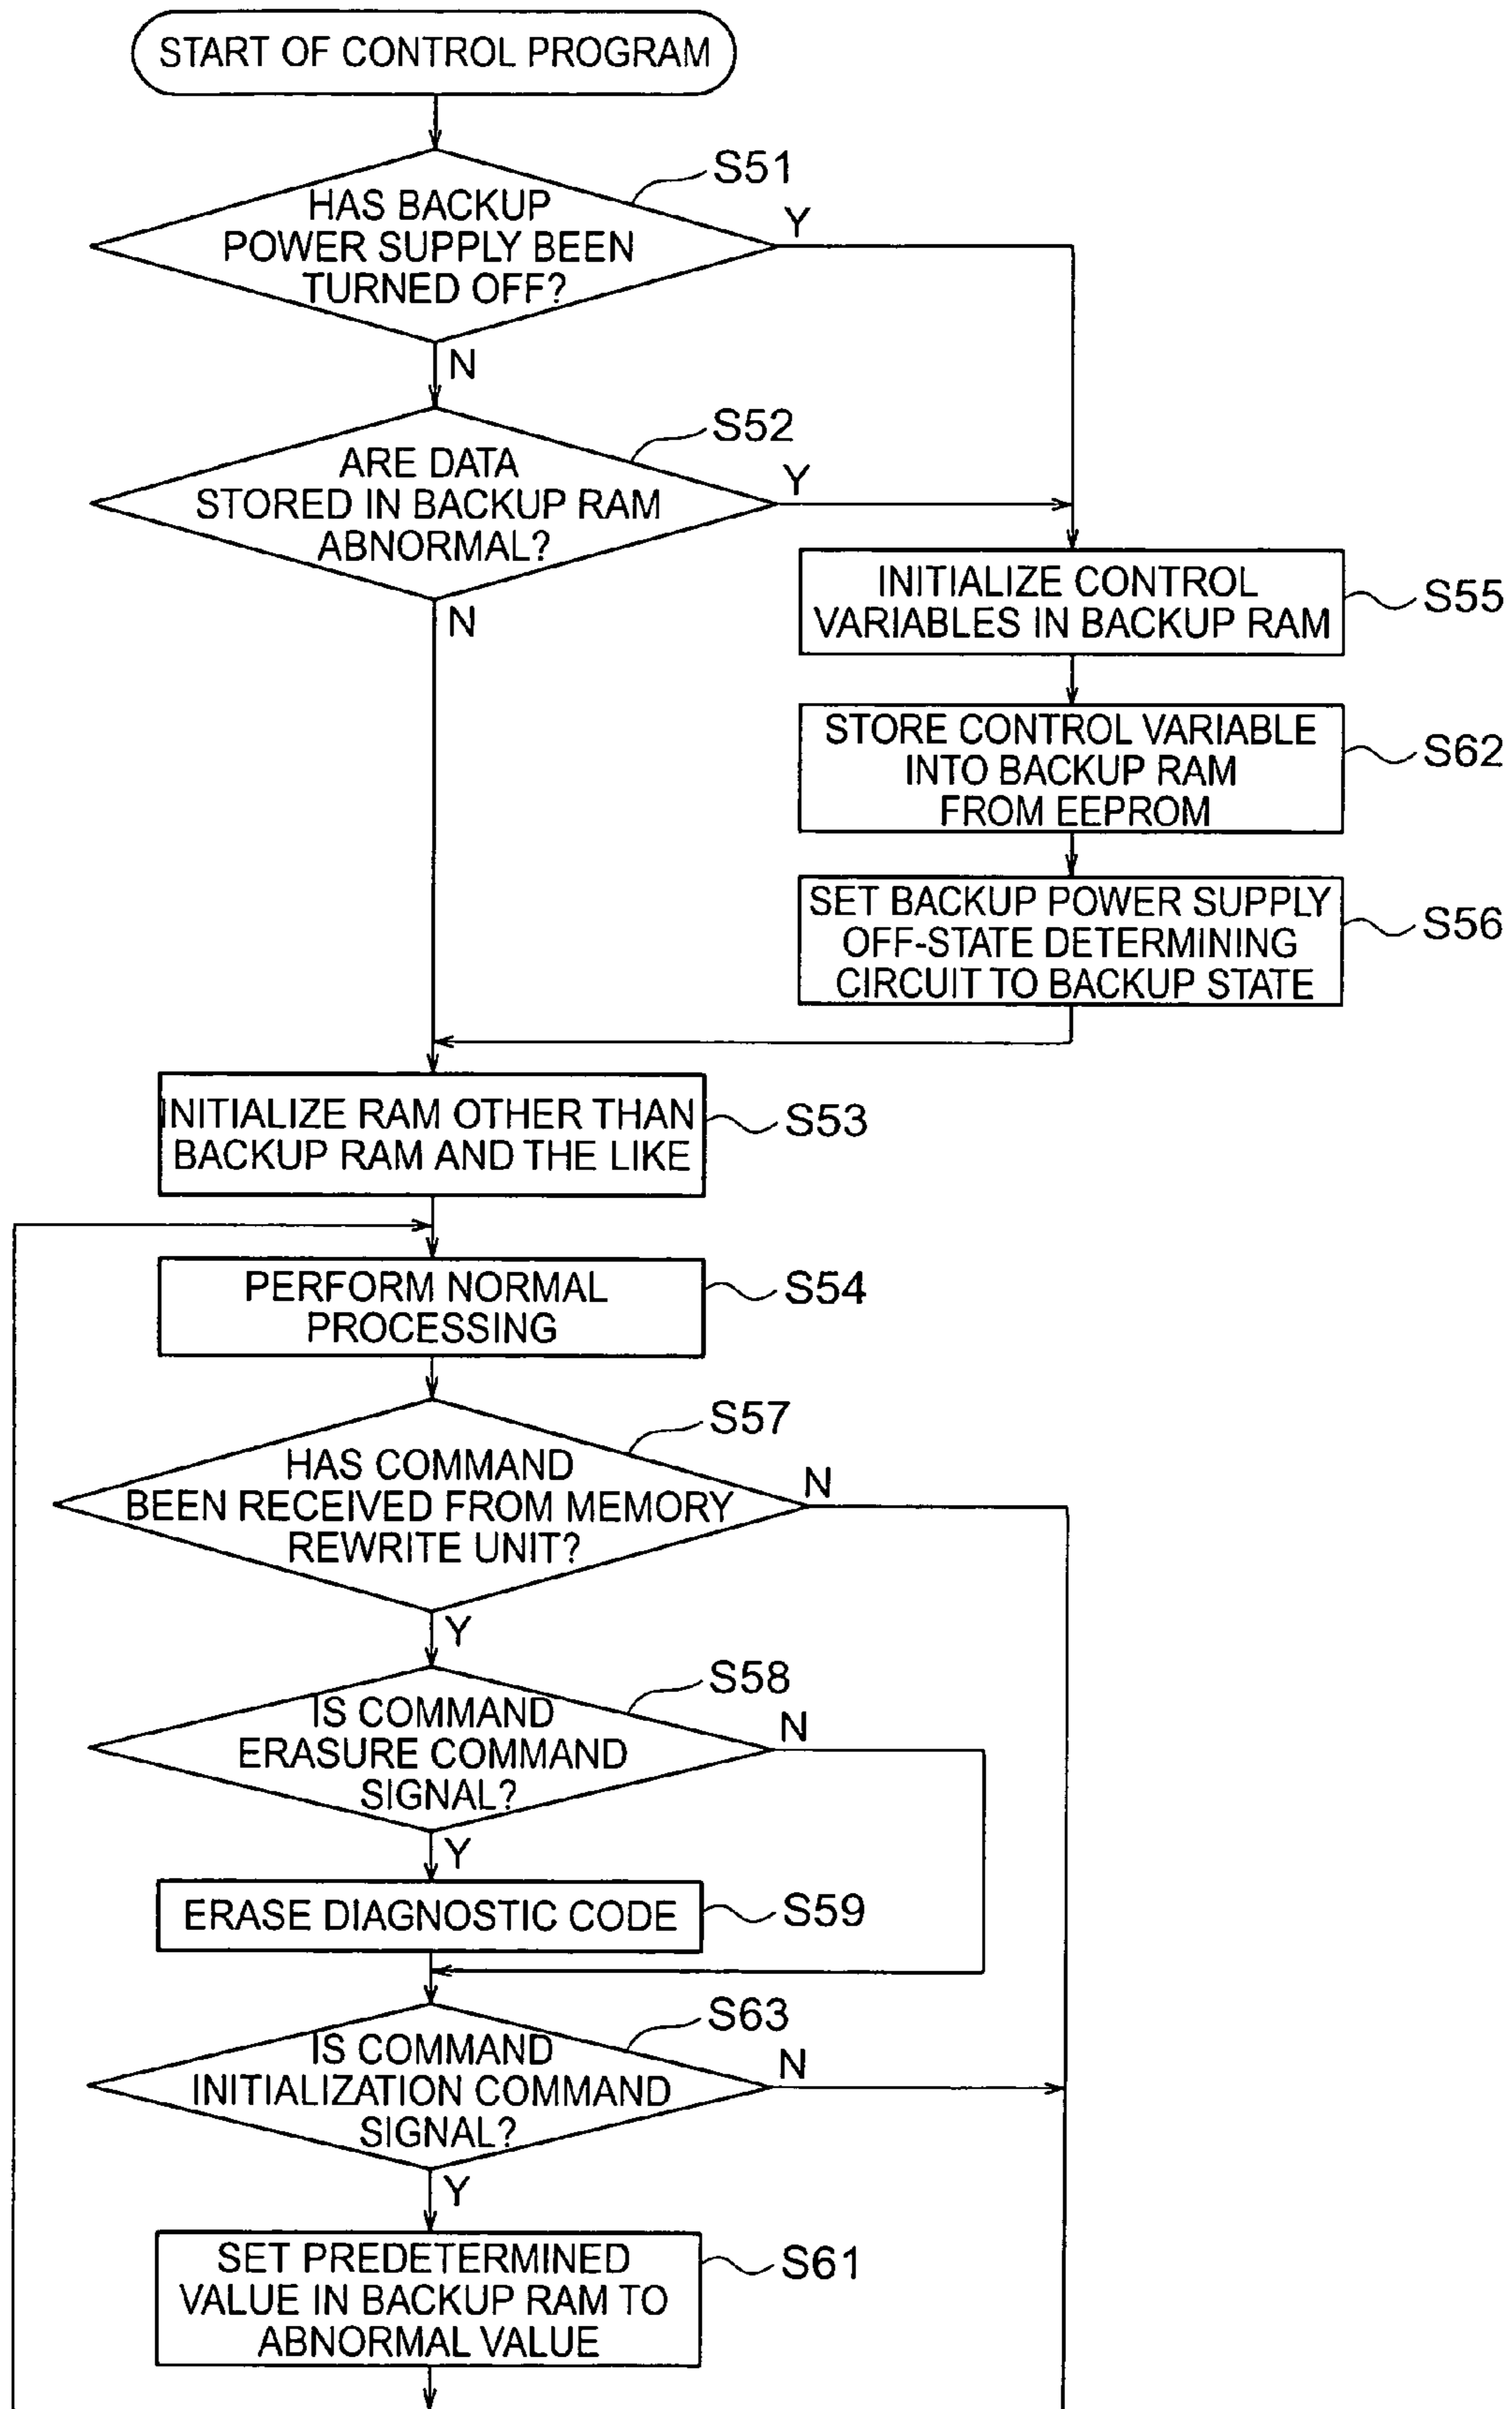 START OF CONTROL PROGRAM
S51
HAS BACKUP
POWER SUPPLY BEEN
TURNED OFF?
Y
N
S52
ARE DATA
STORED IN BACKUP RAM
ABNORMAL?
Y
N
INITIALIZE CONTROL
VARIABLES IN BACKUP RAM
S55
STORE CONTROL VARIABLE
INTO BACKUP RAM
FROM EEPROM
S62
SET BACKUP POWER SUPPLY
OFF-STATE DETERMINING
CIRCUIT TO BACKUP STATE
S56
INITIALIZE RAM OTHER THAN
BACKUP RAM AND THE LIKE
S53
PERFORM NORMAL
PROCESSING
S54
S57
HAS COMMAND
BEEN RECEIVED FROM MEMORY
REWRITE UNIT?
N
Y
S58
IS COMMAND
ERASURE COMMAND
SIGNAL?
N
Y
ERASE DIAGNOSTIC CODE
S59
S63
IS COMMAND
INITIALIZATION COMMAND
SIGNAL?
N
Y
SET PREDETERMINED
VALUE IN BACKUP RAM TO
ABNORMAL VALUE
S61